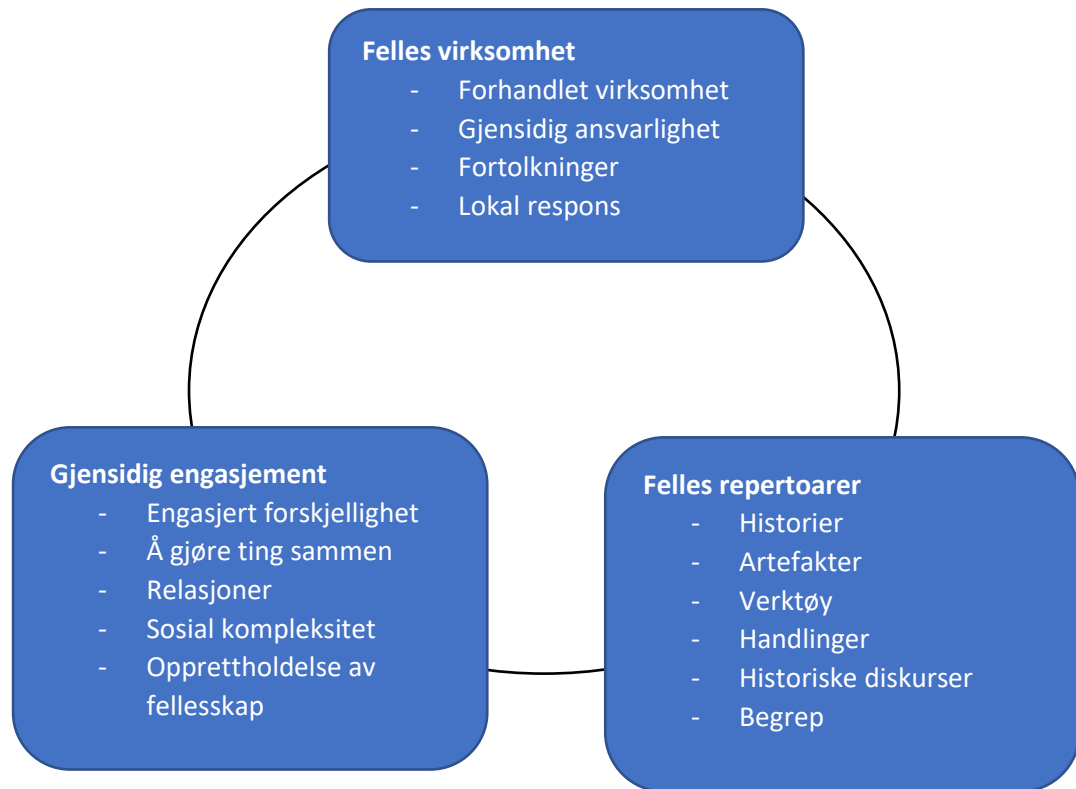 Felles virksomhet
- Forhandlet virksomhet
- Gjensidig ansvarlighet
- Fortolkninger
- Lokal respons
Gjensidig engasjement
- Engasjert forskjellighet
- Å gjøre ting sammen
- Relasjoner
- Sosial kompleksitet
- Opprettholdelse av
fellesskap
Felles repertoarer
- Historier
- Artefakter
- Verktøy
- Handlinger
- Historiske diskurser
- Begrep